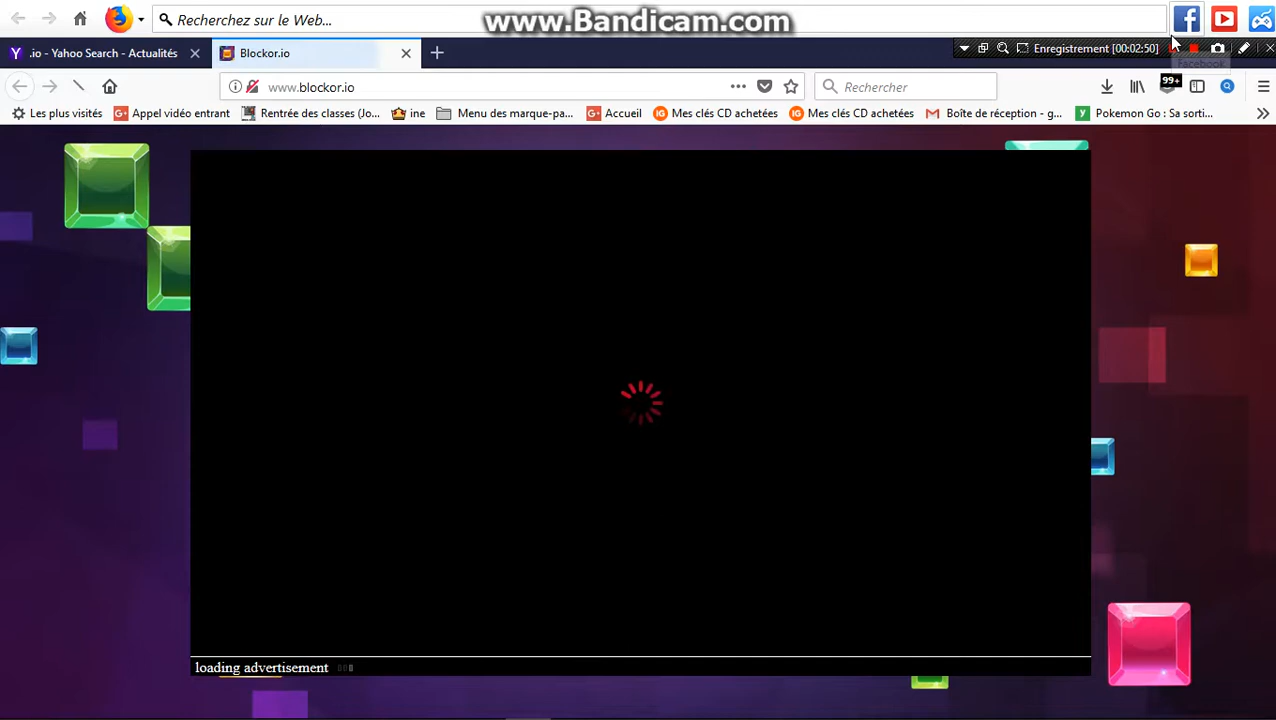 Recherchez sur le Web...
www.Bandicam.com
.io - Yahoo Search - Actualités
Blockor.io
Enregistrement [00:02:50]
Facebook
www.blockor.io
Rechercher
99+
Les plus visités
Appel vidéo entrant
Rentrée des classes (Jo...
ine
Menu des marque-pa...
Accueil
Mes clés CD achetées
Mes clés CD achetées
Boîte de réception - g...
Pokemon Go : Sa sorti...
loading advertisement